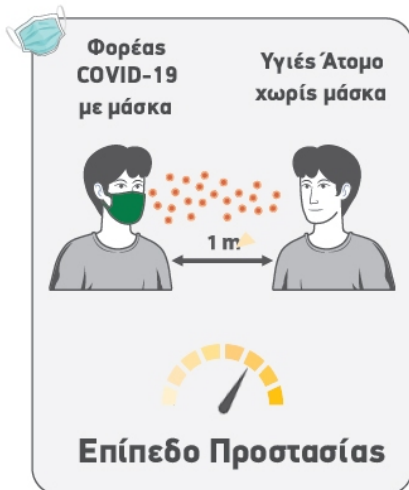 Φορέας
COVID-19
με μάσκα
Υγιές Άτομο
χωρίς μάσκα
1 m
Επίπεδο Προστασίας